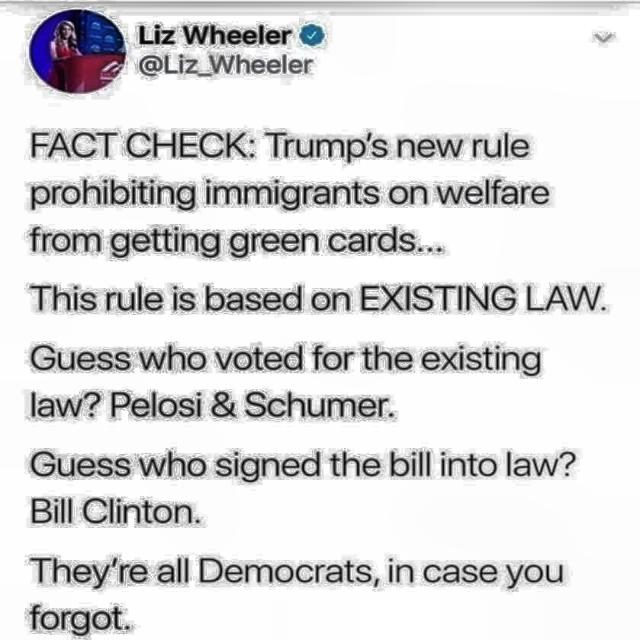 Liz Wheeler
@Liz_Wheeler
FACT CHECK: Trump's new rule
prohibiting immigrants on welfare
from getting green cards...
This rule is based on EXISTING LAW.
Guess who voted for the existing
law? Pelosi & Schumer.
Guess who signed the bill into law?
Bill Clinton.
They're all Democrats, in case you
forgot.